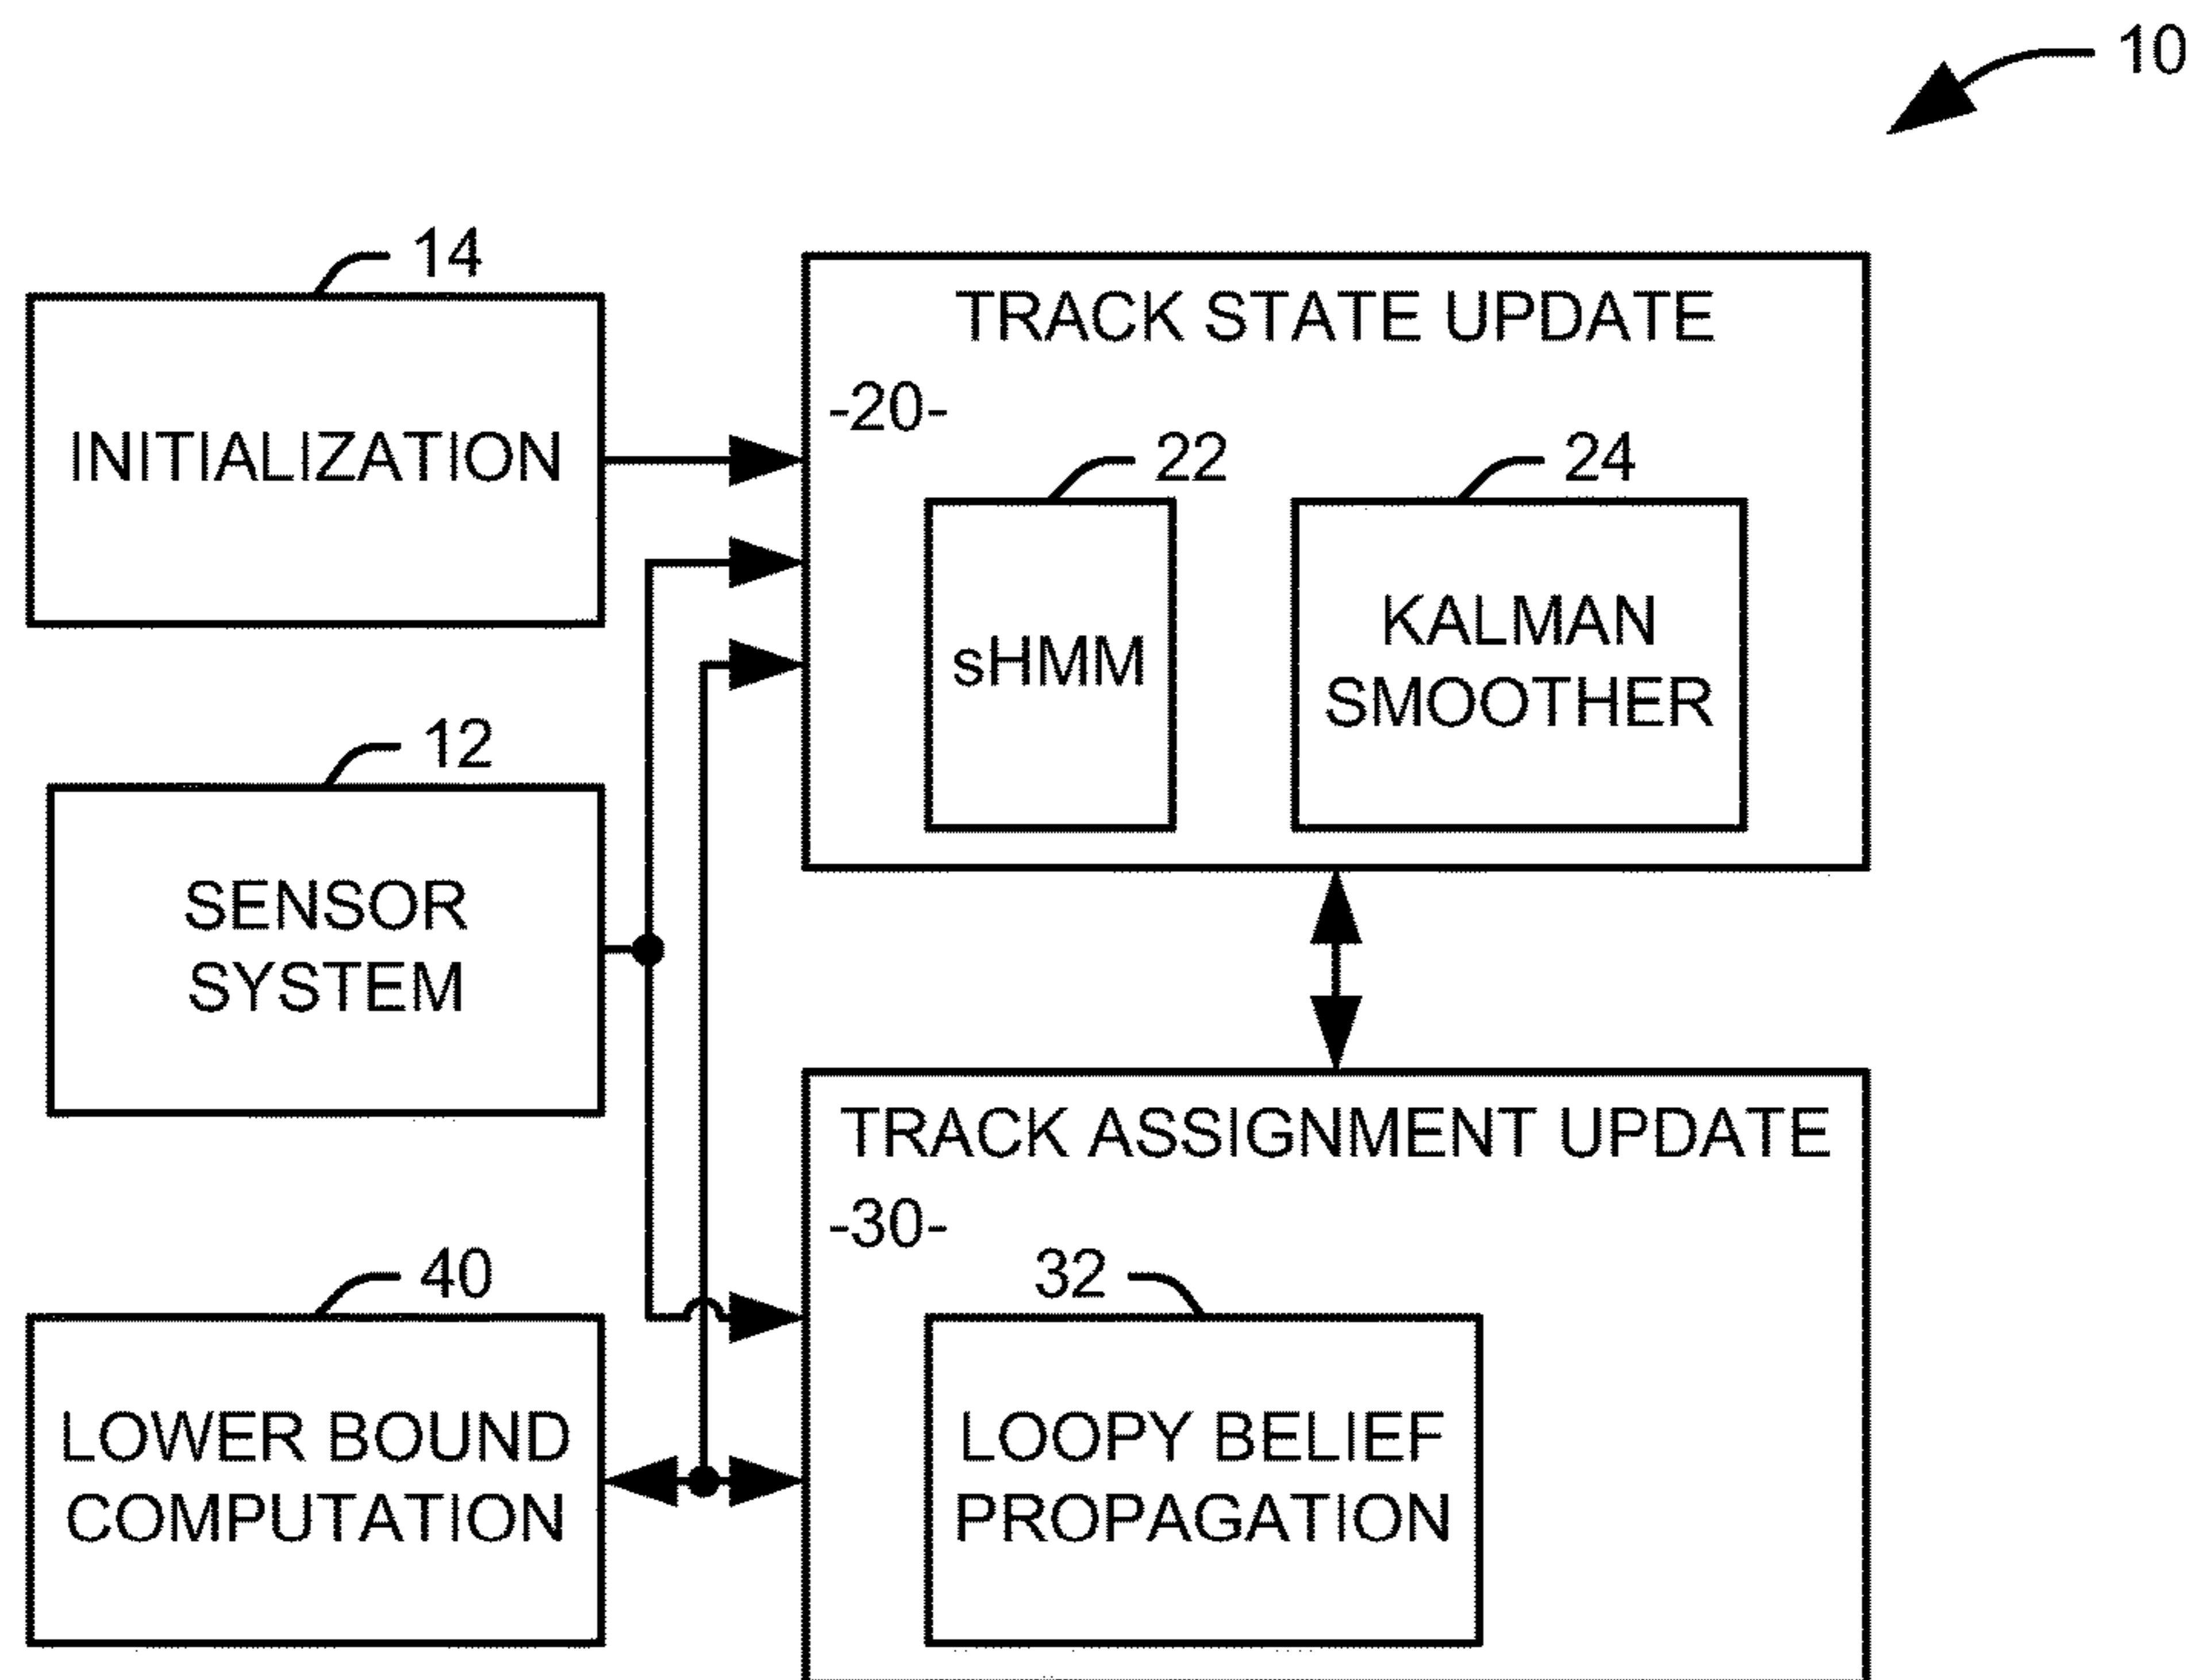 10
14
INITIALIZATION
12
SENSOR
SYSTEM
40
LOWER BOUND
COMPUTATION
TRACK STATE UPDATE
-20-
22
sHMM
24
KALMAN
SMOOTHER
TRACK ASSIGNMENT UPDATE
-30-
32
LOOPY BELIEF
PROPAGATION